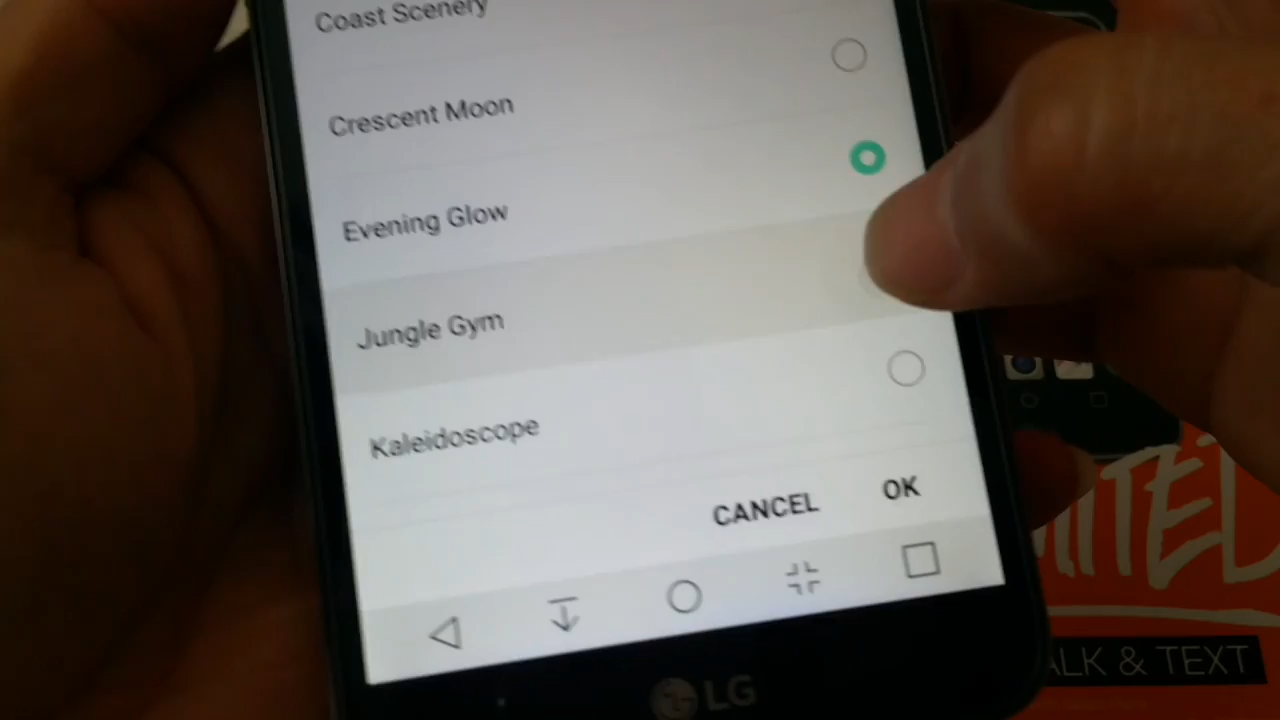 Coast Scenery
Crescent Moon
Evening Glow
Jungle Gym
Kaleidoscope
CANCEL
OK
LG
ALK & TEXT